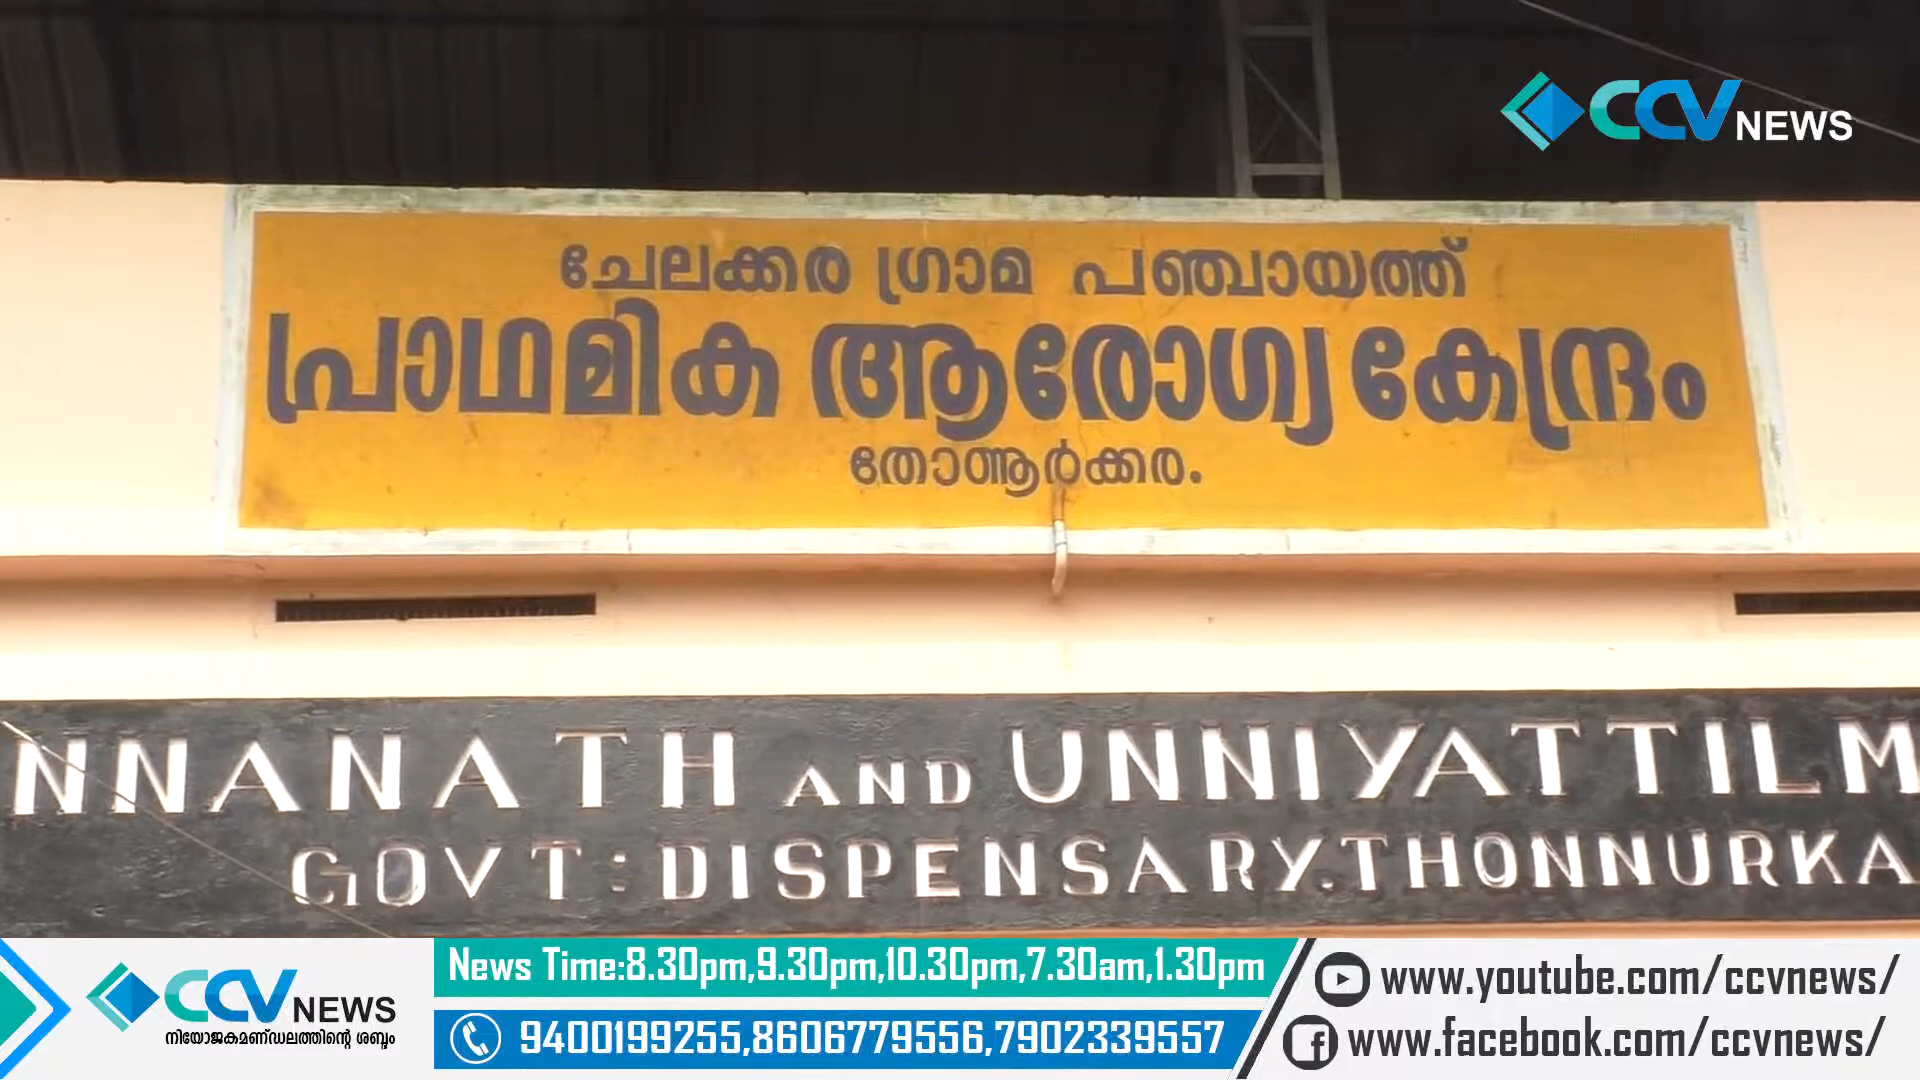 CCV NEWS
ചേലക്കര ഗ്രാമ പഞ്ചായത്ത്
പ്രാഥമിക ആരോഗ്യ കേന്ദ്രം
തോന്നൂർക്കര.
NNANATH AND UNNIYATTIL M
GOVT: DISPENSARY. THONNURKA
CCV NEWS
നിയോജകമണ്ഡലത്തിന്റെ ശബ്ദം
News Time:8.30pm,9.30pm,10.30pm,7.30am,1.30pm
9400199255,8606779556,7902339557
www.youtube.com/ccvnews/
www.facebook.com/ccvnews/